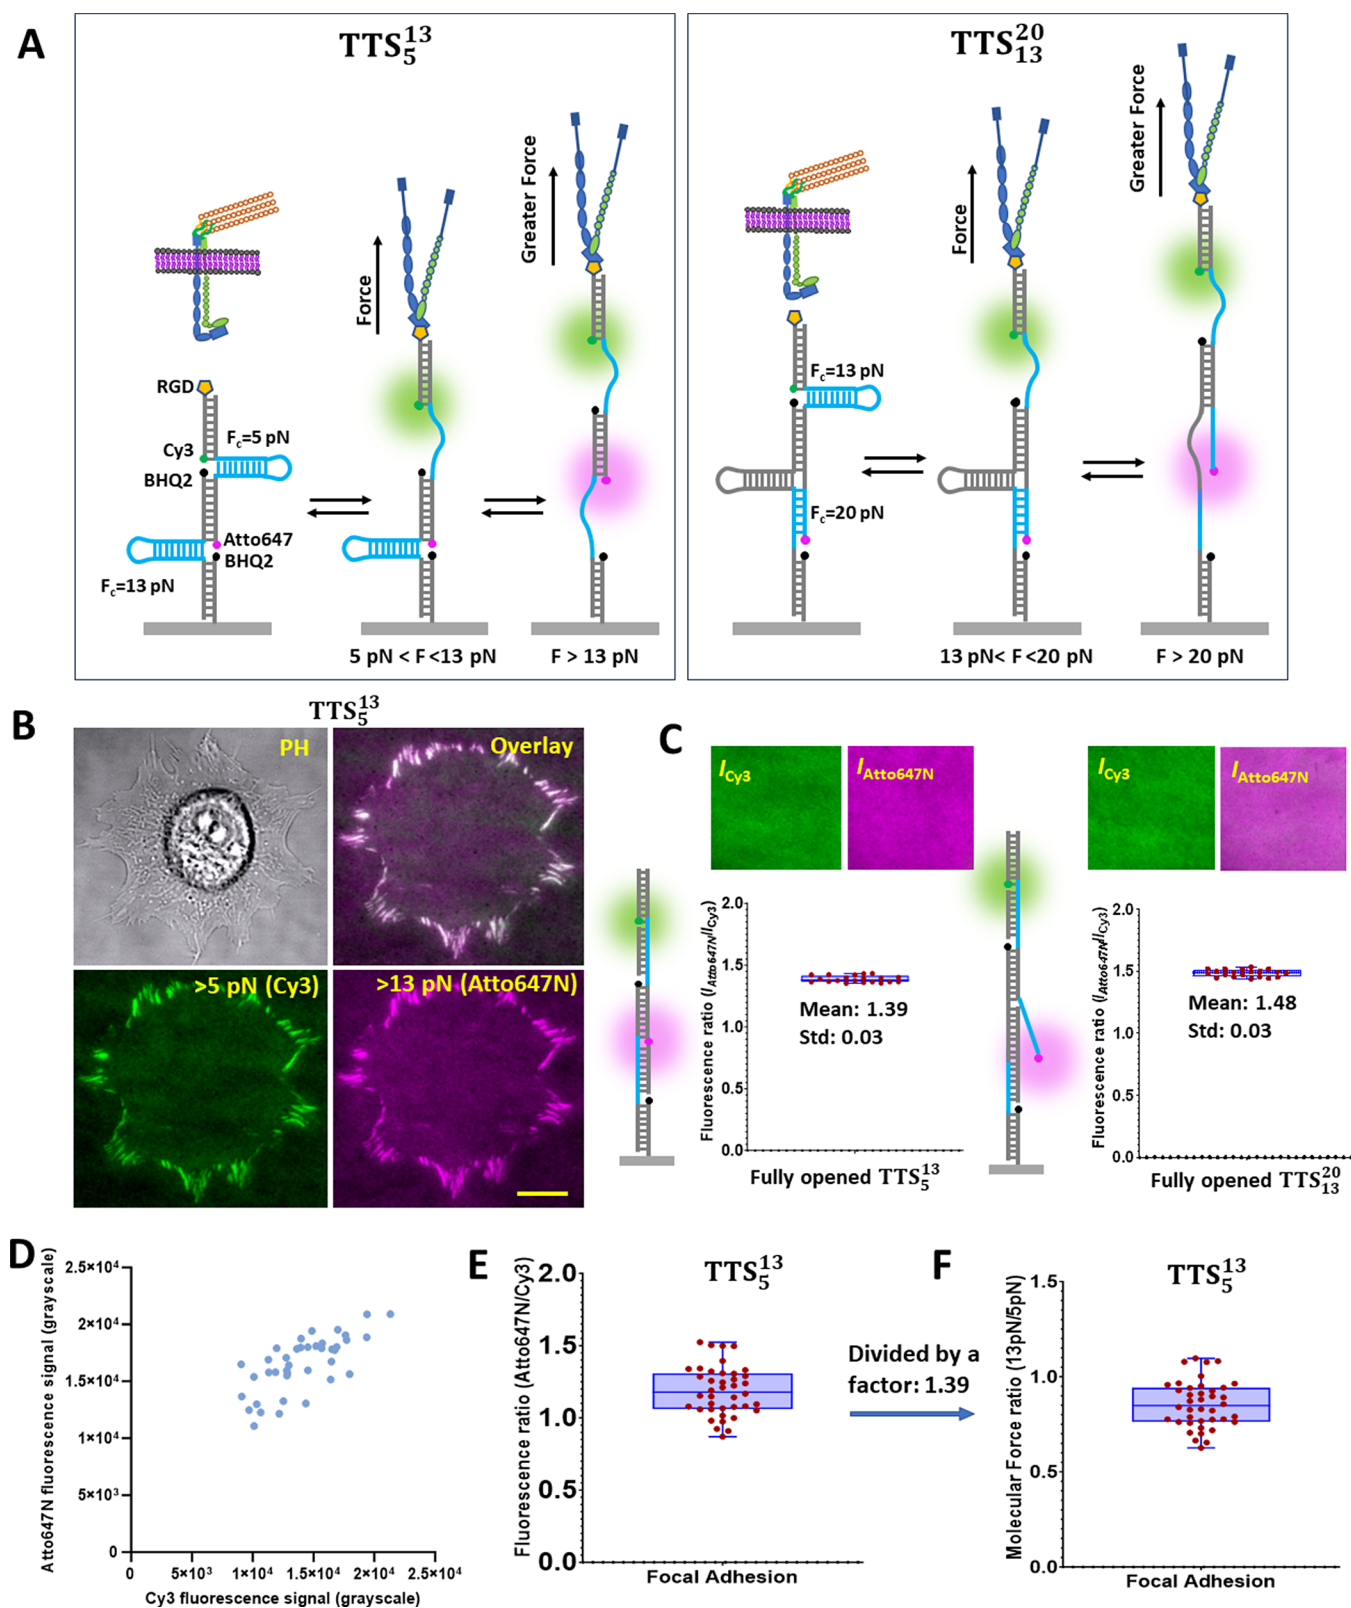 A
TTS₅¹³
Force
Greater Force
RGD
Cy3
BHQ2
Fc=5 pN
Atto647
BHQ2
Fc=13 pN
5 pN < F <13 pN
F > 13 pN
TTS₁₃²⁰
Force
Greater Force
Fc=13 pN
Fc=20 pN
13 pN< F <20 pN
F > 20 pN
B
TTS₅¹³
PH
Overlay
>5 pN (Cy3)
>13 pN (Atto647N)
C
ICy3
IAtto647N
Fluorescence ratio (IAtto647N/ICy3)
2.0
1.5
1.0
0.5
0.0
Mean: 1.39
Std: 0.03
Fully opened TTS₅¹³
ICy3
IAtto647N
Fluorescence ratio (IAtto647N/ICy3)
2.0
1.5
1.0
0.5
0.0
Mean: 1.48
Std: 0.03
Fully opened TTS₁₃²⁰
D
Atto647N fluorescence signal (grayscale)
2.5×10⁴
2×10⁴
1.5×10⁴
1×10⁴
5×10³
0
0 5×10³ 1×10⁴ 1.5×10⁴ 2×10⁴ 2.5×10⁴
Cy3 fluorescence signal (grayscale)
E
TTS₅¹³
Fluorescence ratio (Atto647N/Cy3)
2.0
1.5
1.0
0.5
0.0
Focal Adhesion
Divided by a
factor: 1.39
F
TTS₅¹³
Molecular Force ratio (13pN/5pN)
1.5
1.0
0.5
0.0
Focal Adhesion